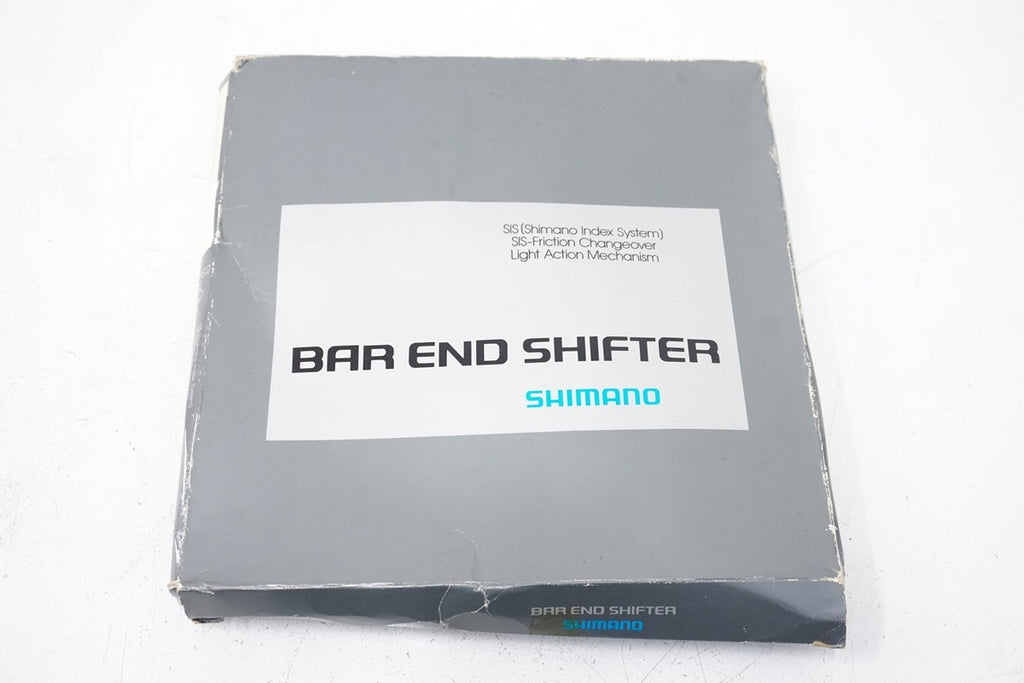 SIS (Shimano Index System)
SIS-Friction Changeover
Light Action Mechanism
BAR END SHIFTER
SHIMANO
BAR END SHIFTER
SHIMANO